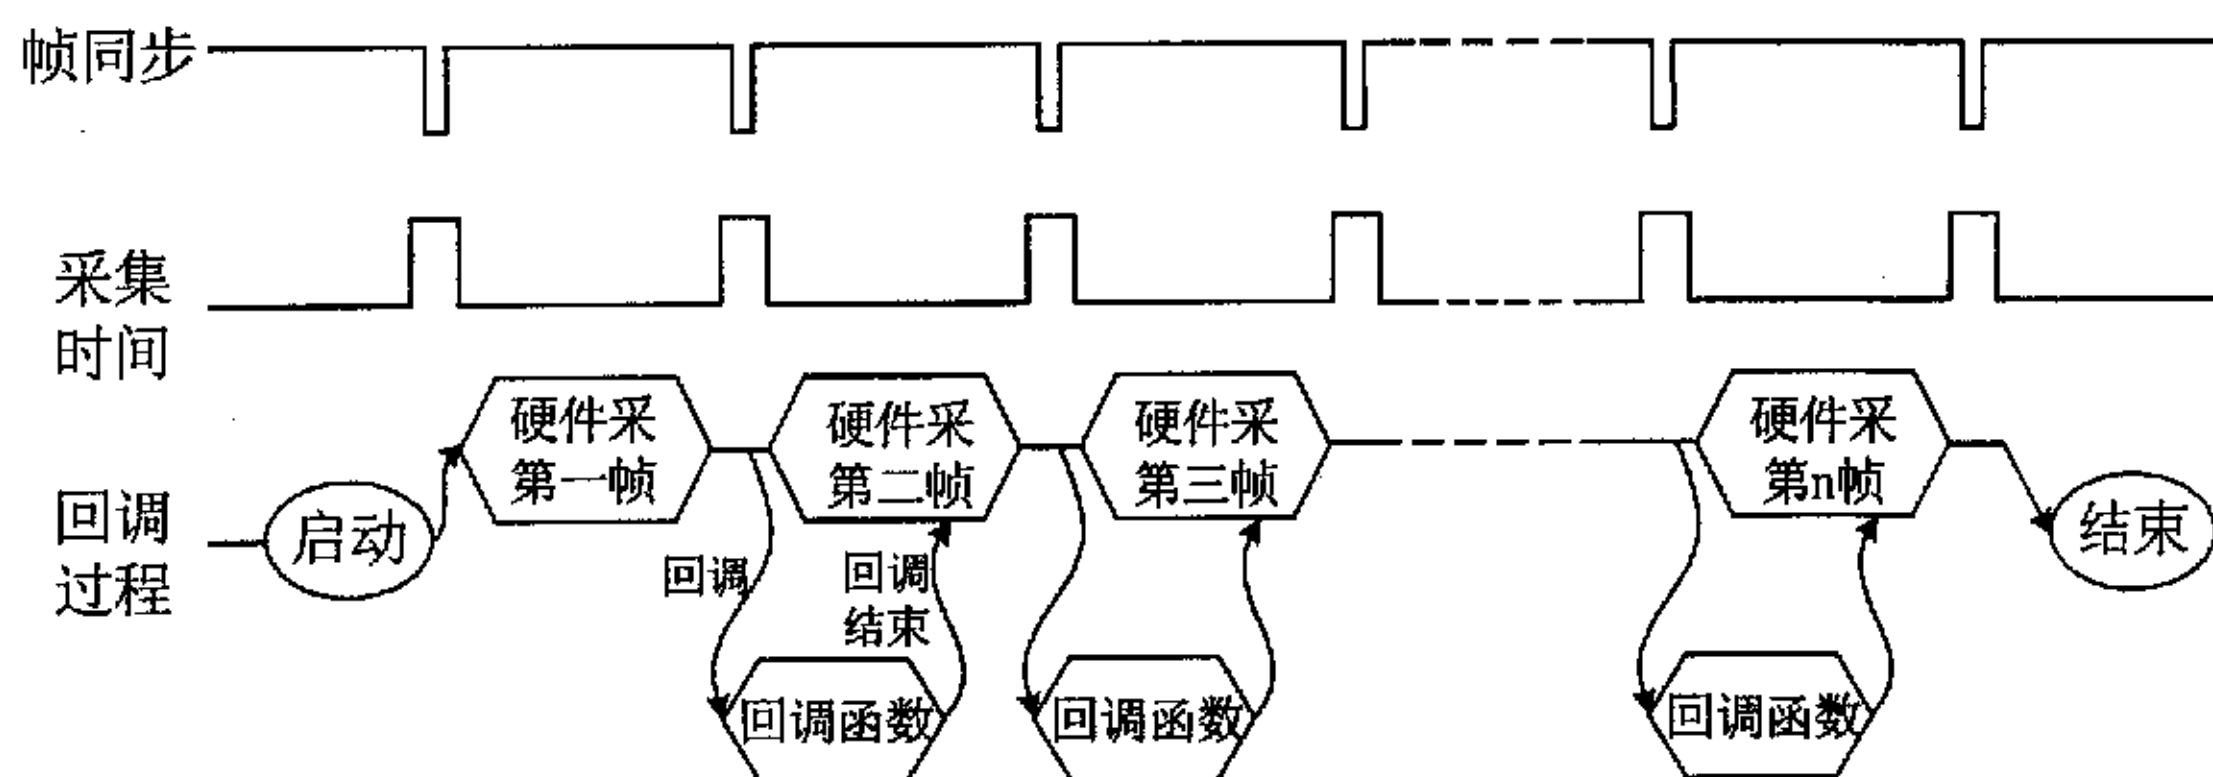 帧同步
采集
时间
硬件采
第一帧
硬件采
第二帧
硬件采
第三帧
硬件采
第n帧
回调
过程
启动
结束
回调
回调
结束
回调函数
回调函数
回调函数